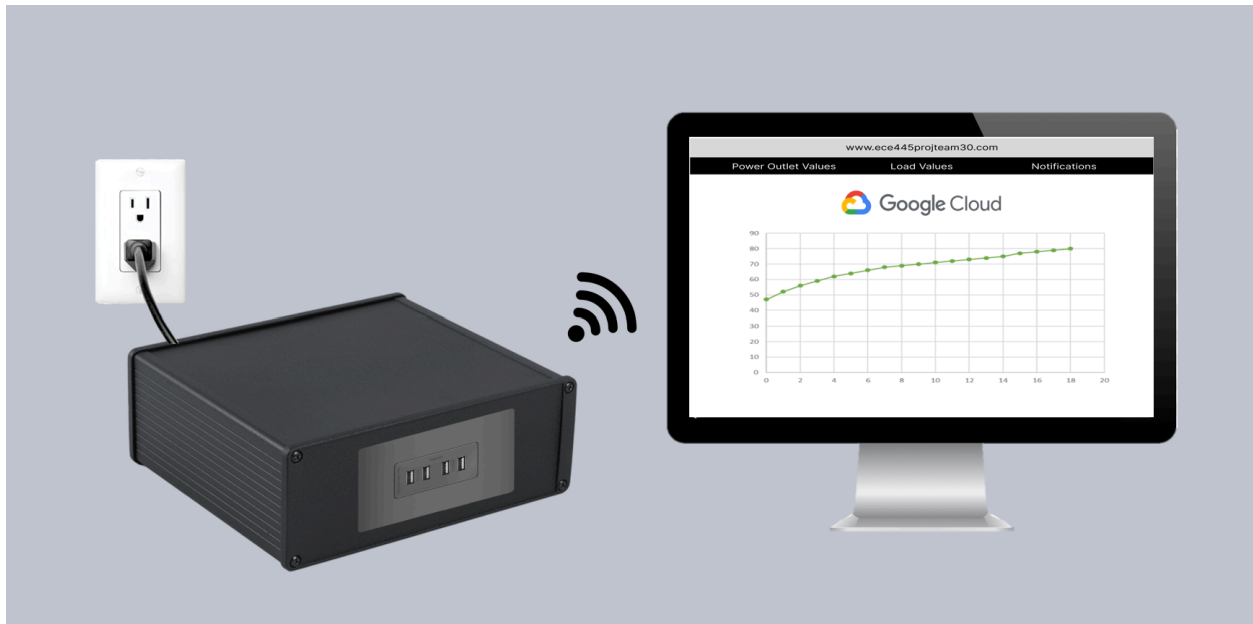 www.ece445projteam30.com
Power Outlet Values Load Values Notifications
Google Cloud
90
80
70
60
50
40
30
20
10
0
0 2 4 6 8 10 12 14 16 18 20